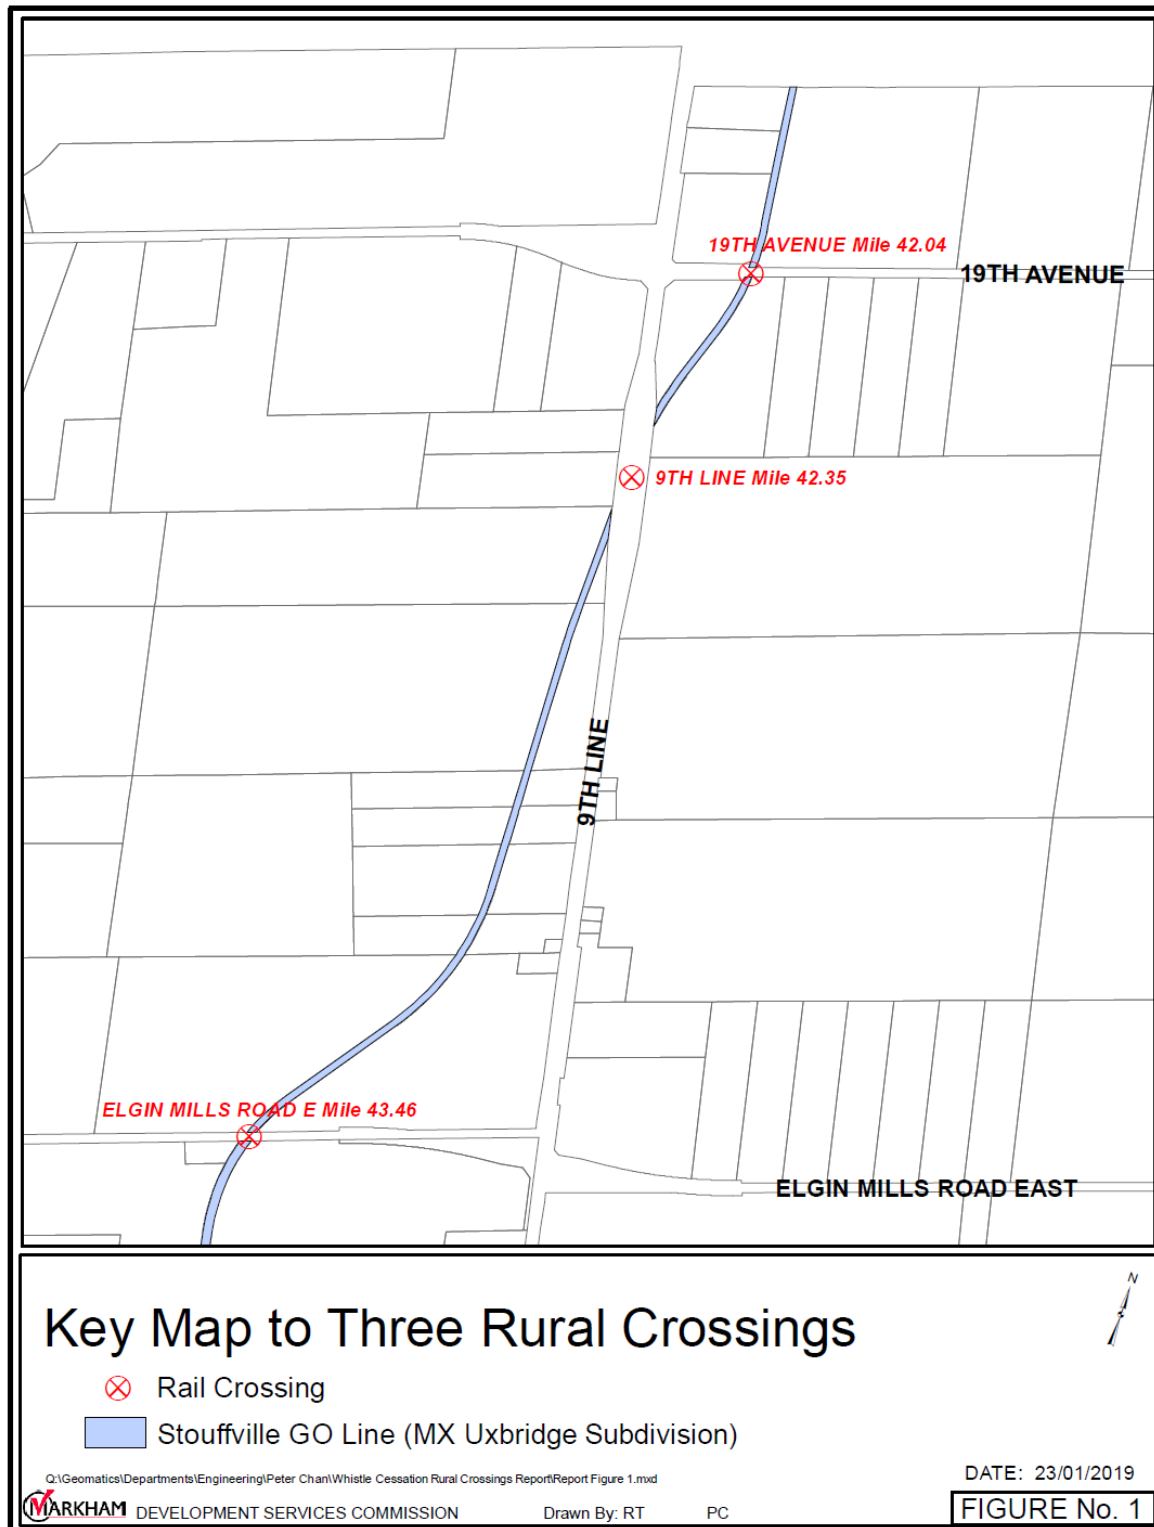 19TH AVENUE Mile 42.04
19TH AVENUE
9TH LINE Mile 42.35
9TH LINE
ELGIN MILLS ROAD E Mile 43.46
ELGIN MILLS ROAD EAST
N
Key Map to Three Rural Crossings
Rail Crossing
Stouffville GO Line (MX Uxbridge Subdivision)
Q:\Geomatics\Departments\Engineering\Peter Chan\Whistle Cessation Rural Crossings Report\Report Figure 1.mxd
DATE: 23/01/2019
MARKHAM DEVELOPMENT SERVICES COMMISSION Drawn By: RT PC
FIGURE No. 1